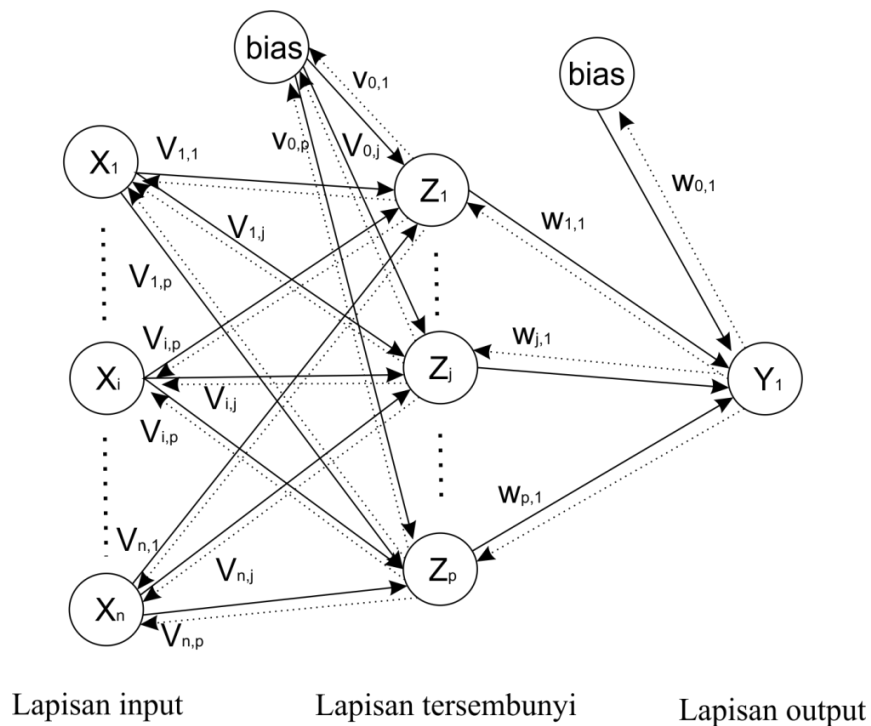 bias
bias
v0,1
v0,p
V0,j
w0,1
X1
V1,1
Z1
V1,j
w1,1
V1,p
Vi,p
wj,1
Xi
Vi,j
Zj
Y1
Vi,p
wp,1
Vn,1
Vn,j
Zp
Xn
Vn,p
Lapisan input
Lapisan tersembunyi
Lapisan output